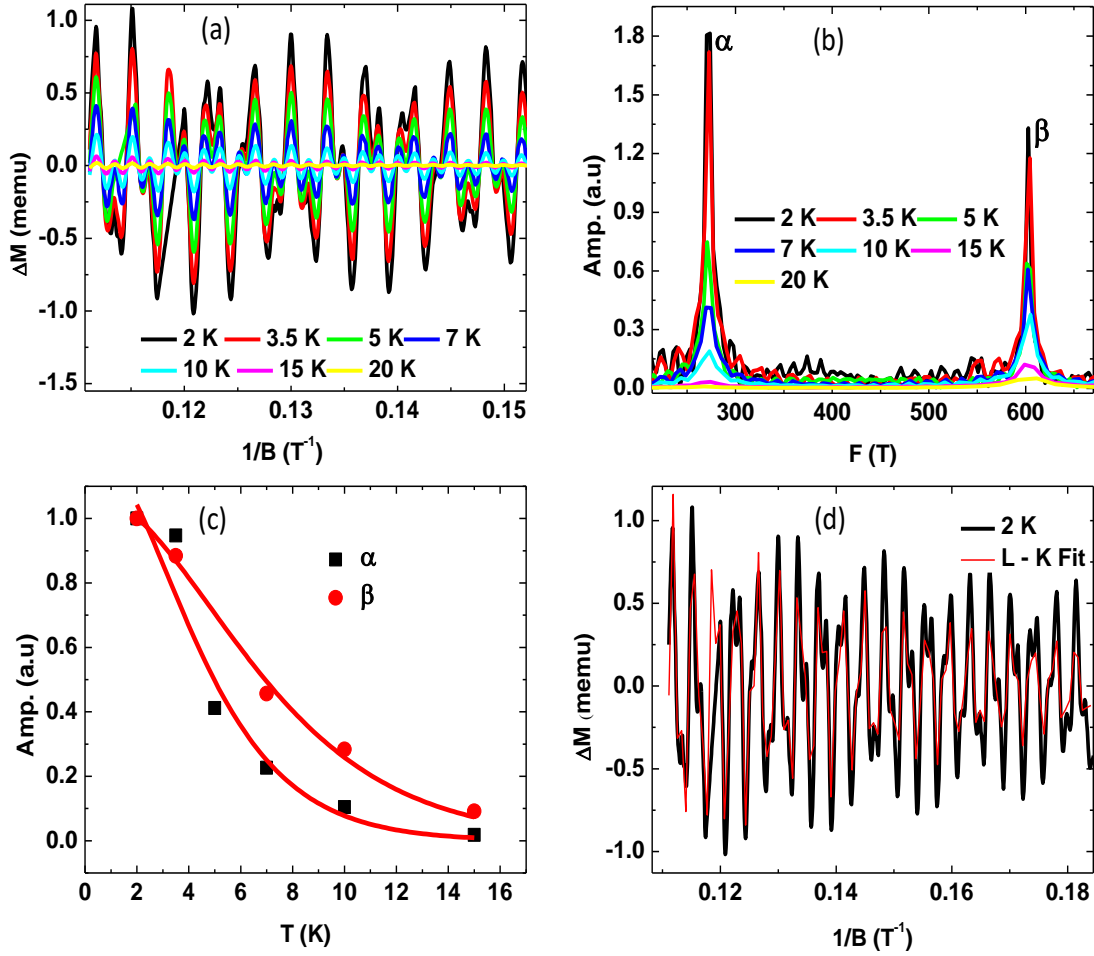 (a)
1.0
0.5
0.0
-0.5
-1.0
-1.5
ΔM (memu)
2 K 3.5 K 5 K 7 K
10 K 15 K 20 K
0.12 0.13 0.14 0.15
1/B (T⁻¹)
(b)
α
β
1.8
1.5
1.2
0.9
0.6
0.3
0.0
Amp. (a.u)
2 K 3.5 K 5 K
7 K 10 K 15 K
20 K
300 400 500 600
F (T)
(c)
α
β
1.0
0.8
0.6
0.4
0.2
0.0
Amp. (a.u)
0 2 4 6 8 10 12 14 16
T (K)
(d)
2 K
L - K Fit
1.0
0.5
0.0
-0.5
-1.0
ΔM (memu)
0.12 0.14 0.16 0.18
1/B (T⁻¹)